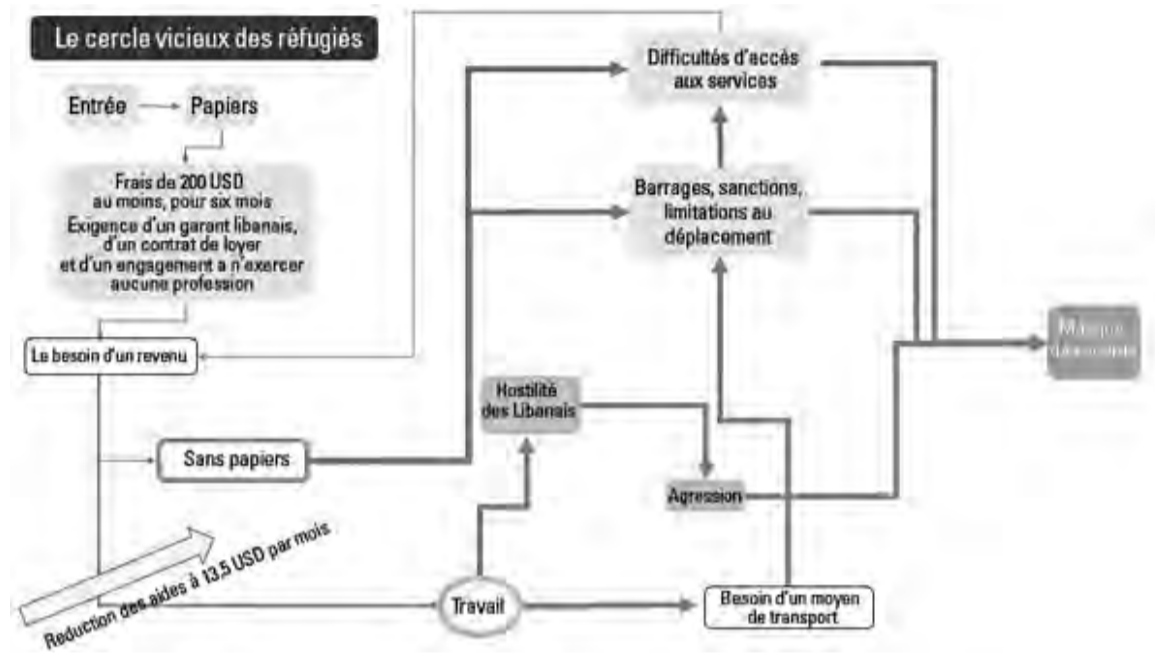 Le cercle vicieux des réfugiés
Entrée
Papiers
Frais de 200 USD
au moins, pour six mois
Exigence d'un garant libanais,
d'un contrat de loyer
et d'un engagement a n'exercer
aucune profession
Le besoin d'un revenu
Sans papiers
Reduction des aides à 13,5 USD par mois
Travail
Hostilité
des Libanais
Agression
Besoin d'un moyen
de transport
Barrages, sanctions,
limitations au
déplacement
Difficultés d'accès
aux services
Manque